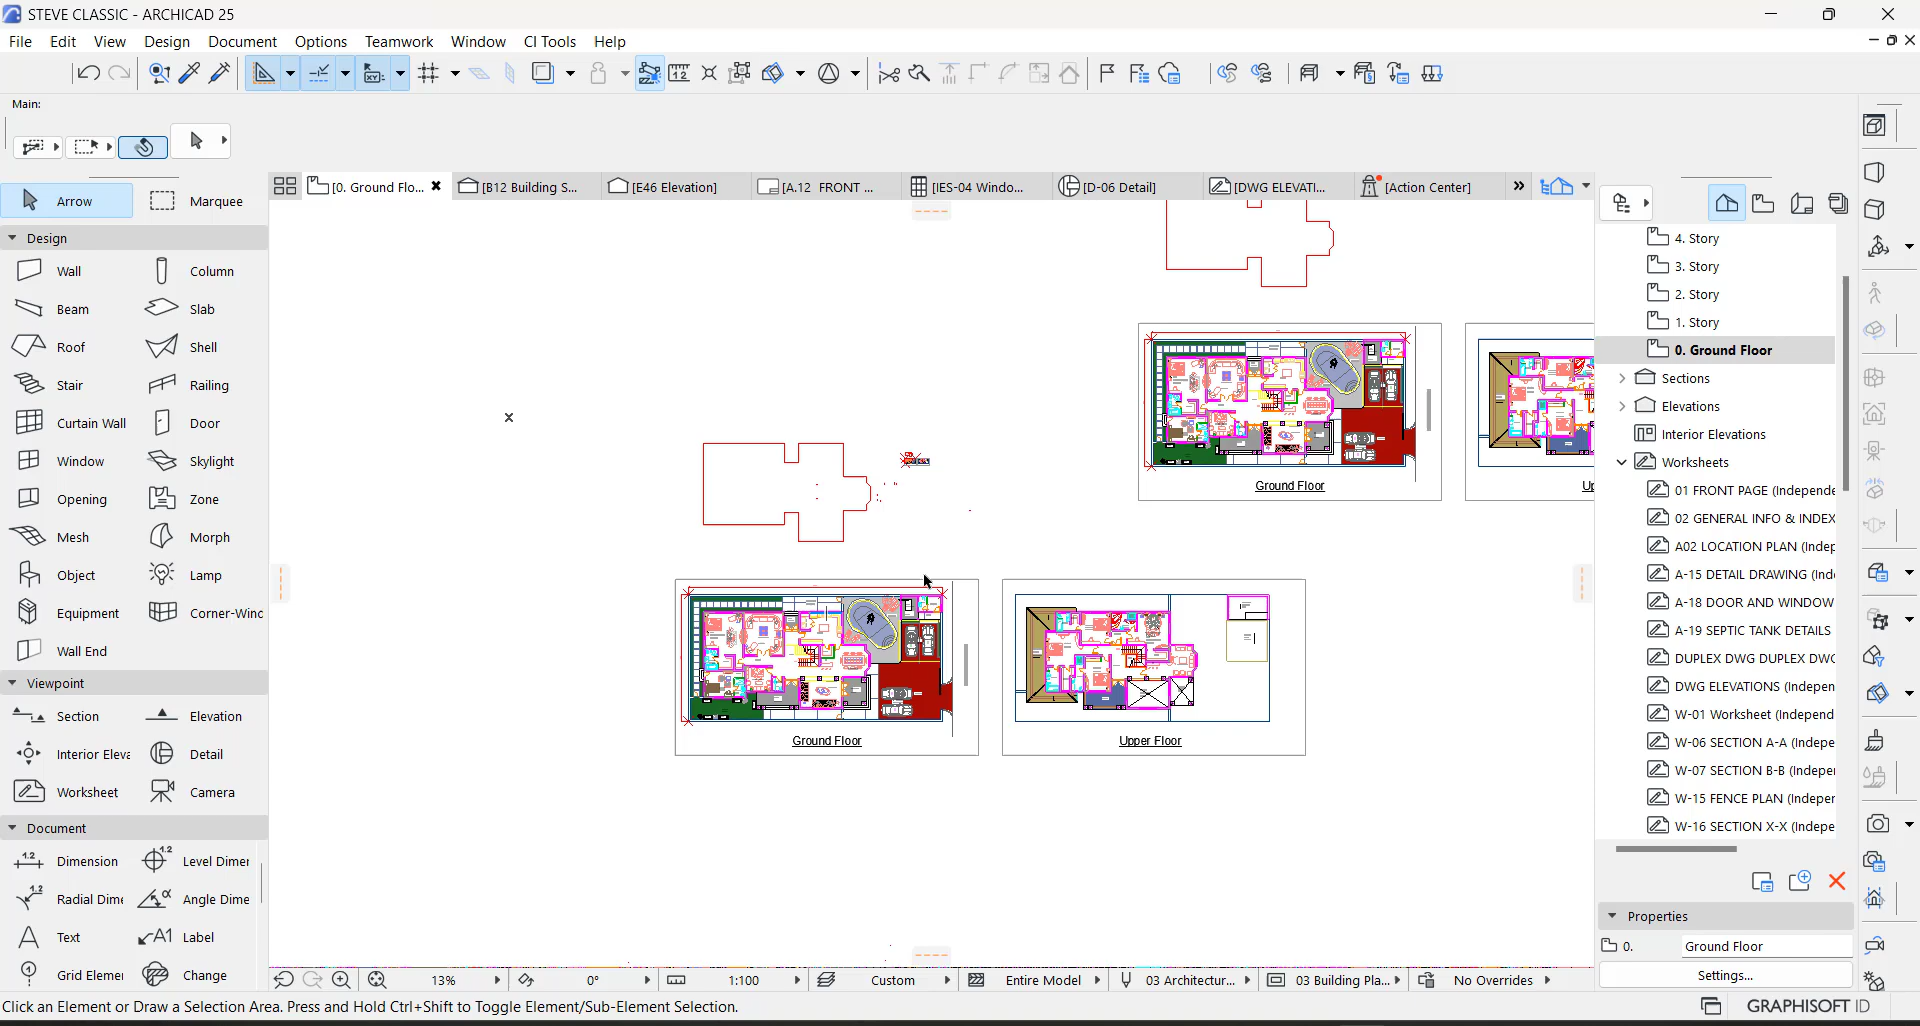 STEVE CLASSIC - ARCHICAD 25
File Edit View Design Document Options Teamwork Window CI Tools Help
Main:
[0. Ground Flo... [B12 Building S... [E46 Elevation] [A.12 FRONT ... [IES-04 Windo... [D-06 Detail] [DWG ELEVATI... [Action Center]
Arrow Marquee
Design
Wall Column
Beam Slab
Roof Shell
Stair Railing
Curtain Wall Door
Window Skylight
Opening Zone
Mesh Morph
Object Lamp
Equipment Corner-Winc
Wall End
Viewpoint
Section Elevation
Interior Eleva Detail
Worksheet Camera
Document
1.2 Dimension 1.2 Level Dimer
1.2 Radial Dime Angle Dime
Text A1 Label
Grid Elemer Change
Ground Floor
Up
Ground Floor
Upper Floor
4. Story
3. Story
2. Story
1. Story
0. Ground Floor
Sections
Elevations
Interior Elevations
Worksheets
01 FRONT PAGE (Independe
02 GENERAL INFO & INDEX
A02 LOCATION PLAN (Indep
A-15 DETAIL DRAWING (Ind
A-18 DOOR AND WINDOW
A-19 SEPTIC TANK DETAILS
DUPLEX DWG DUPLEX DWG
DWG ELEVATIONS (Indepen
W-01 Worksheet (Independ
W-06 SECTION A-A (Indepe
W-07 SECTION B-B (Indepe
W-15 FENCE PLAN (Indeper
W-16 SECTION X-X (Indepe
Properties
0. Ground Floor
Settings...
13% 0° 1:100 Custom Entire Model 03 Architectur... 03 Building Pla... No Overrides
Click an Element or Draw a Selection Area. Press and Hold Ctrl+Shift to Toggle Element/Sub-Element Selection.
GRAPHISOFT ID